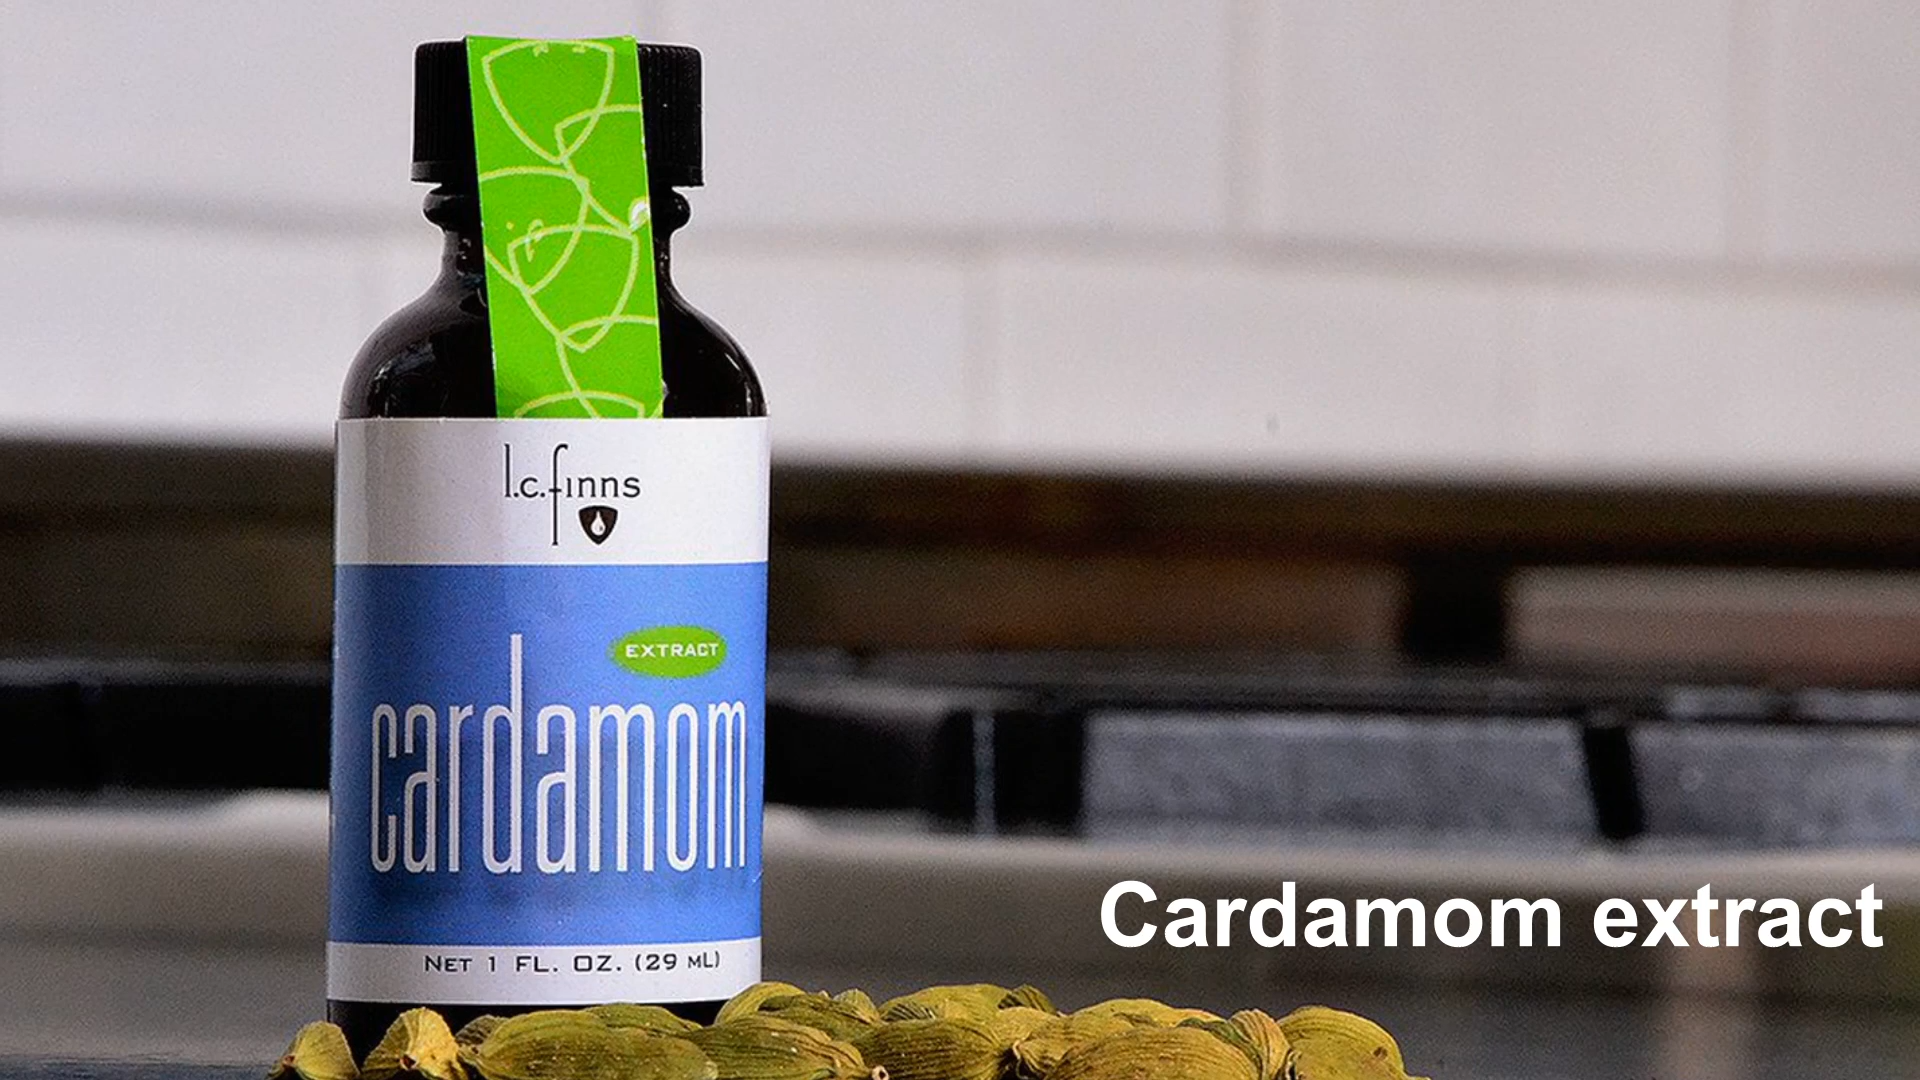 l.c.finns
EXTRACT
cardamom
NET 1 FL. OZ. (29 ML)
Cardamom extract